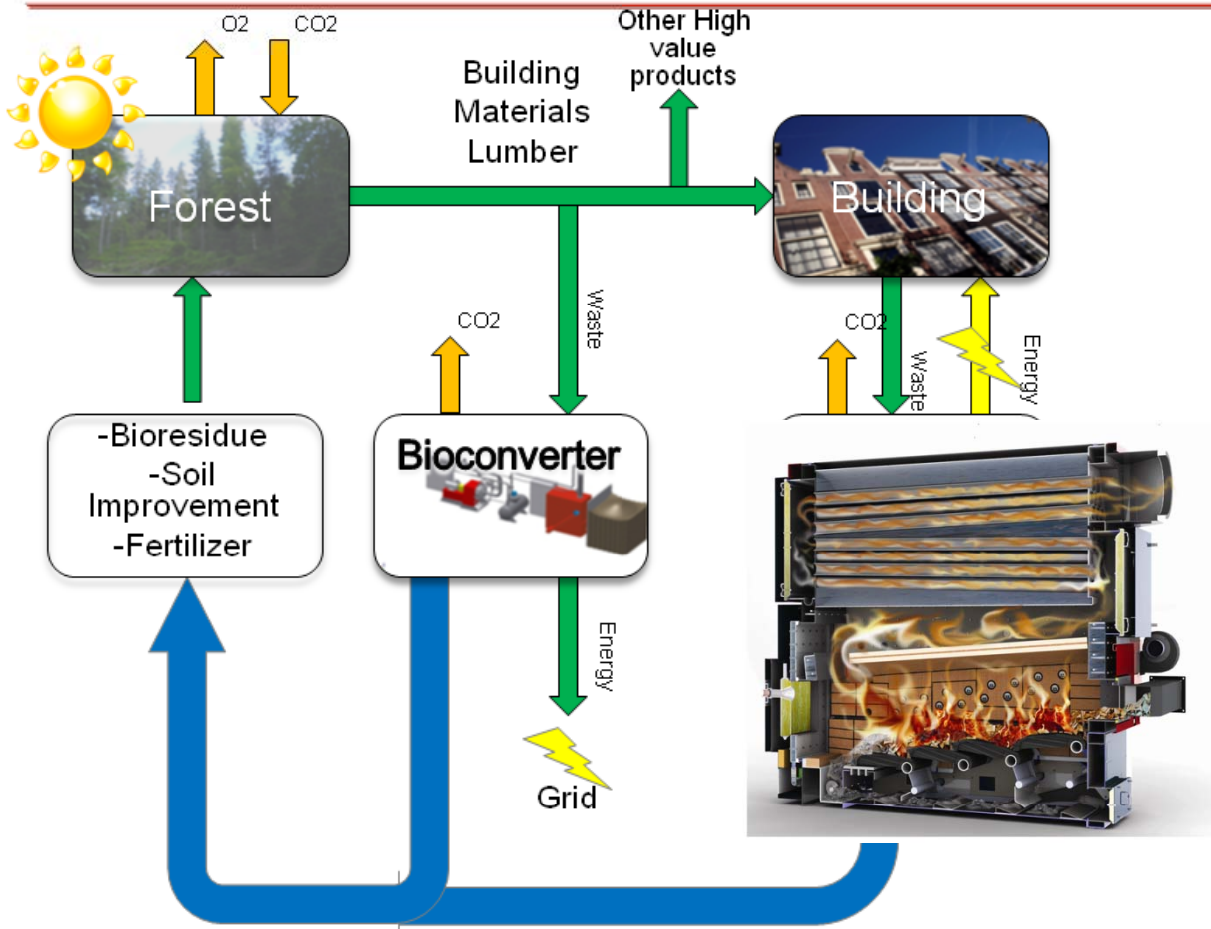 O2
CO2
Other High
value
products
Building
Materials
Lumber
Forest
Building
Waste
CO2
CO2
Waste
Energy
-Bioresidue
-Soil
Improvement
-Fertilizer
Bioconverter
Energy
Grid